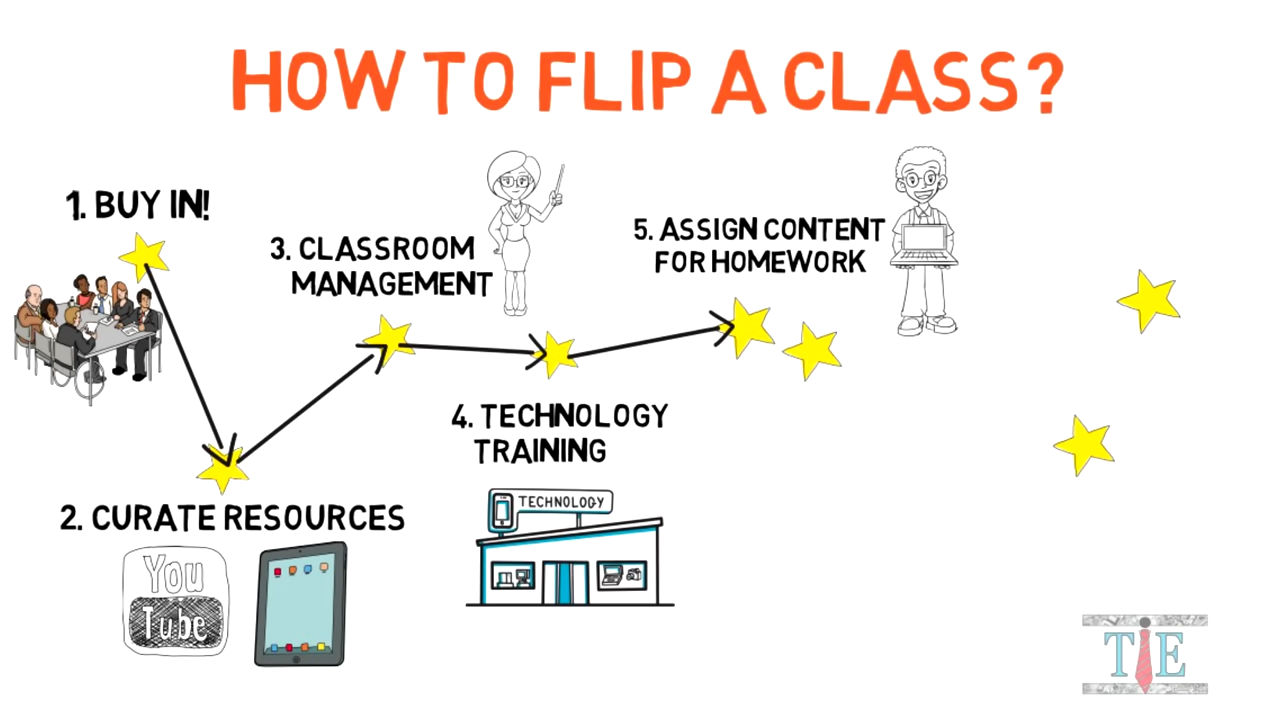 HOW TO FLIP A CLASS?
1. BUY IN!
2. CURATE RESOURCES
You
Tube
3. CLASSROOM
MANAGEMENT
4. TECHNOLOGY
TRAINING
TECHNOLOGY
5. ASSIGN CONTENT
FOR HOMEWORK
TiE